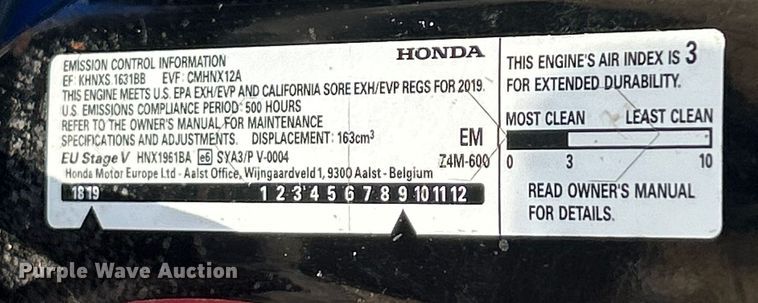 EMISSION CONTROL INFORMATION
HONDA
EF: KHNXS.1631BB EVF: CMHNX12A
THIS ENGINE MEETS U.S. EPA EXH/EVP AND CALIFORNIA SORE EXH/EVP REGS FOR 2019.
U.S. EMISSIONS COMPLIANCE PERIOD: 500 HOURS
REFER TO THE OWNER'S MANUAL FOR MAINTENANCE
SPECIFICATIONS AND ADJUSTMENTS. DISPLACEMENT: 163cm³
EM
EU Stage V HNX1961BA e6 SYA3/P V-0004
Z4M-600
Honda Motor Europe Ltd - Aalst Office, Wijngaardveld 1, 9300 Aalst - Belgium
18 19 1 2 3 4 5 6 7 8 9 10 11 12
THIS ENGINE'S AIR INDEX IS 3
FOR EXTENDED DURABILITY.
MOST CLEAN LEAST CLEAN
0 3 10
READ OWNER'S MANUAL
FOR DETAILS.
Purple Wave Auction